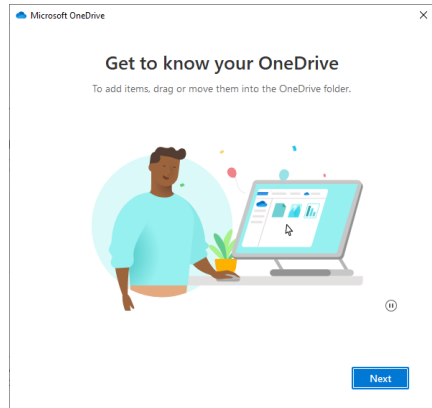 Microsoft OneDrive
Get to know your OneDrive
To add items, drag or move them into the OneDrive folder.
Next